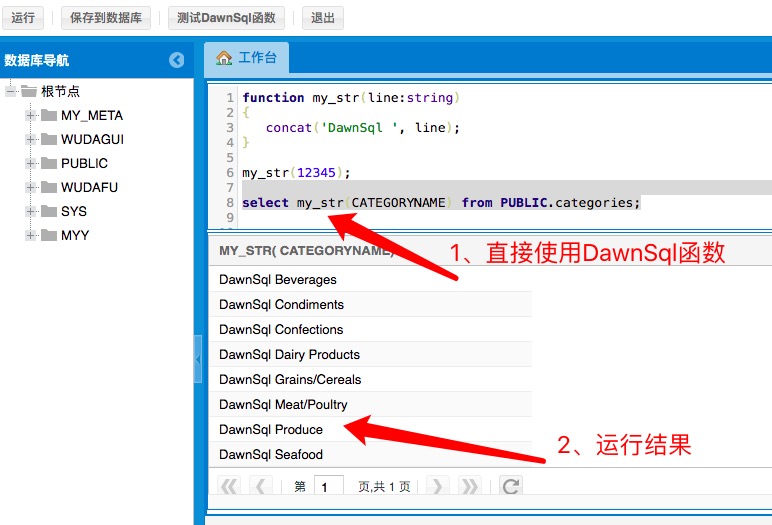 运行 保存到数据库 测试DawnSql函数 退出
数据库导航
根节点
MY_META
WUDAGUI
PUBLIC
WUDAFU
SYS
MYY
工作台
1 function my_str(line:string)
2 {
3 concat('DawnSql ', line);
4 }
5
6 my_str(12345);
7
8 select my_str(CATEGORYNAME) from PUBLIC.categories;
9
1、直接使用DawnSql函数
MY_STR( CATEGORYNAME)
DawnSql Beverages
DawnSql Condiments
DawnSql Confections
DawnSql Dairy Products
DawnSql Grains/Cereals
DawnSql Meat/Poultry
DawnSql Produce
DawnSql Seafood
2、运行结果
第 1 页,共 1 页